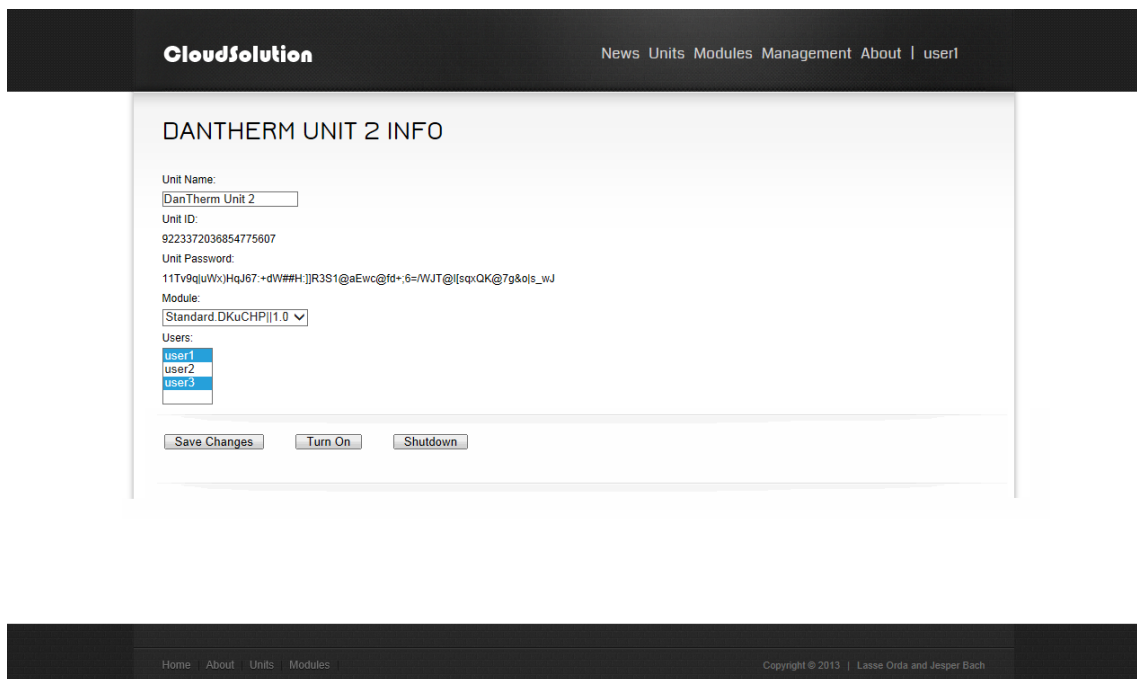 CloudSolution
News Units Modules Management About | user1
DANTHERM UNIT 2 INFO
Unit Name:
DanTherm Unit 2
Unit ID:
9223372036854775607
Unit Password:
11Tv9q|uWx)HqJ67:+dW##H:]]R3S1@aEwc@fd+;6=/WJT@l[sqxQK@7g&o|s_wJ
Module:
Standard.DKuCHP||1.0
Users:
user1
user2
user3
Save Changes Turn On Shutdown
Home | About | Units | Modules |
Copyright © 2013 | Lasse Orda and Jesper Bach